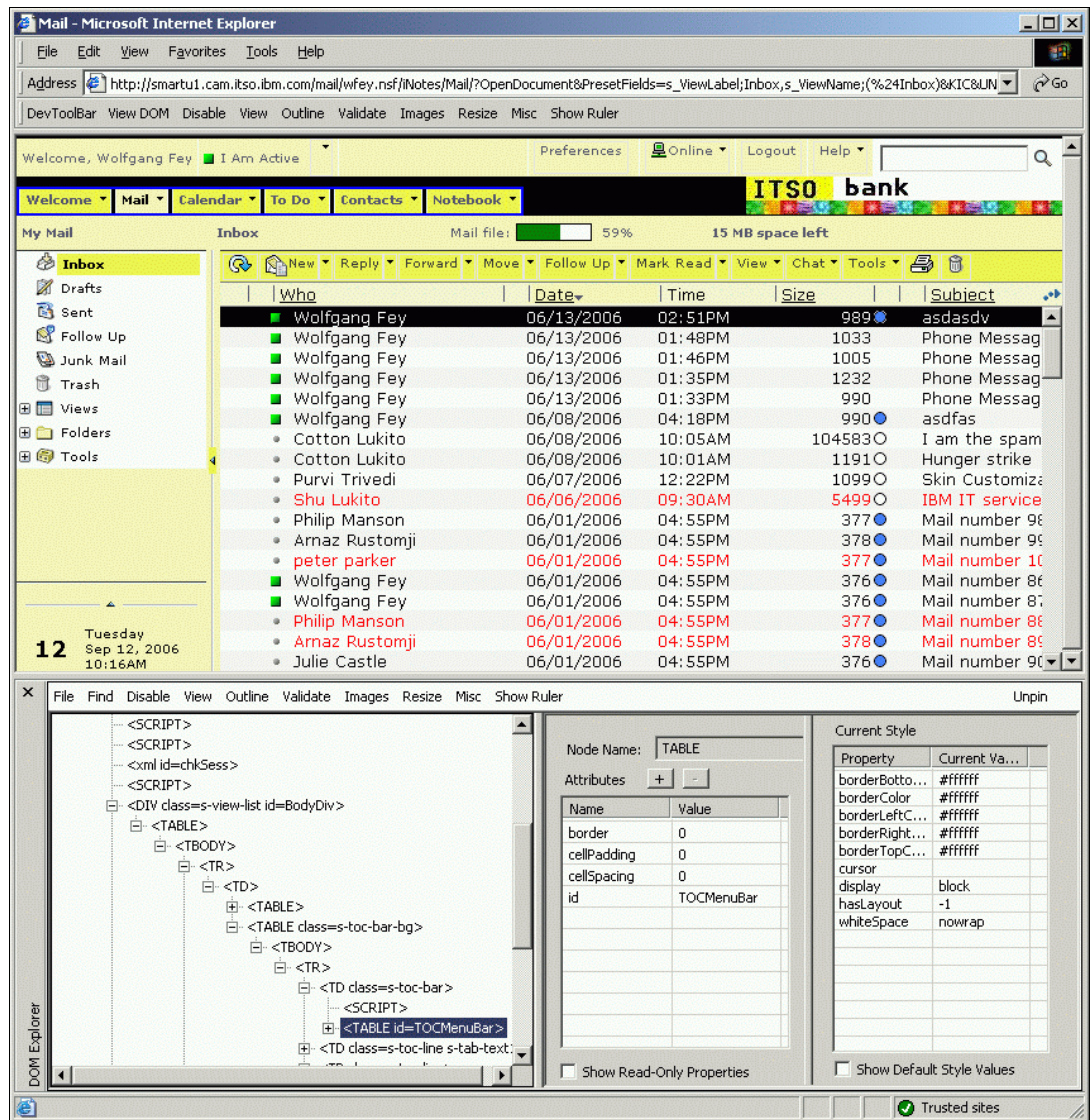 Mail - Microsoft Internet Explorer
File Edit View Favorites Tools Help
Address http://smartu1.cam.itso.ibm.com/mail/wfey.nsf/iNotes/Mail/?OpenDocument&PresetFields=s_ViewLabel;Inbox,s_ViewName;(%24Inbox)&KIC&UN Go
DevToolBar View DOM Disable View Outline Validate Images Resize Misc Show Ruler
Welcome, Wolfgang Fey I Am Active Preferences Online Logout Help
ITSO bank
Welcome Mail Calendar To Do Contacts Notebook
My Mail Inbox Mail file: 59% 15 MB space left
Inbox New Reply Forward Move Follow Up Mark Read View Chat Tools
Drafts
Sent
Follow Up
Junk Mail
Trash
Views
Folders
Tools
Who Date Time Size Subject
Wolfgang Fey 06/13/2006 02:51PM 989 asdasdv
Wolfgang Fey 06/13/2006 01:48PM 1033 Phone Messag
Wolfgang Fey 06/13/2006 01:46PM 1005 Phone Messag
Wolfgang Fey 06/13/2006 01:35PM 1232 Phone Messag
Wolfgang Fey 06/13/2006 01:33PM 990 Phone Messag
Wolfgang Fey 06/08/2006 04:18PM 990 asdfas
Cotton Lukito 06/08/2006 10:05AM 104583 I am the spam
Cotton Lukito 06/08/2006 10:01AM 1191 Hunger strike
Purvi Trivedi 06/07/2006 12:22PM 1099 Skin Customiza
Shu Lukito 06/06/2006 09:30AM 5499 IBM IT service
Philip Manson 06/01/2006 04:55PM 377 Mail number 98
Arnaz Rustomji 06/01/2006 04:55PM 378 Mail number 99
peter parker 06/01/2006 04:55PM 377 Mail number 10
Wolfgang Fey 06/01/2006 04:55PM 376 Mail number 86
Wolfgang Fey 06/01/2006 04:55PM 376 Mail number 87
Philip Manson 06/01/2006 04:55PM 377 Mail number 88
Arnaz Rustomji 06/01/2006 04:55PM 378 Mail number 89
Julie Castle 06/01/2006 04:55PM 376 Mail number 90
12
Tuesday
Sep 12, 2006
10:16AM
File Find Disable View Outline Validate Images Resize Misc Show Ruler Unpin
DOM Explorer
<SCRIPT>
<SCRIPT>
<xml id=chkSess>
<SCRIPT>
<DIV class=s-view-list id=BodyDiv>
<TABLE>
<TBODY>
<TR>
<TD>
<TABLE>
<TABLE class=s-toc-bar-bg>
<TBODY>
<TR>
<TD class=s-toc-bar>
<SCRIPT>
<TABLE id=TOCMenuBar>
<TD class=s-toc-line s-tab-text
Node Name: TABLE
Attributes + -
Name Value
border 0
cellPadding 0
cellSpacing 0
id TOCMenuBar
Show Read-Only Properties
Current Style
Property Current Va...
borderBotto... #ffffff
borderColor #ffffff
borderLeftC... #ffffff
borderRight... #ffffff
borderTopC... #ffffff
cursor
display block
hasLayout -1
whiteSpace nowrap
Show Default Style Values
Trusted sites